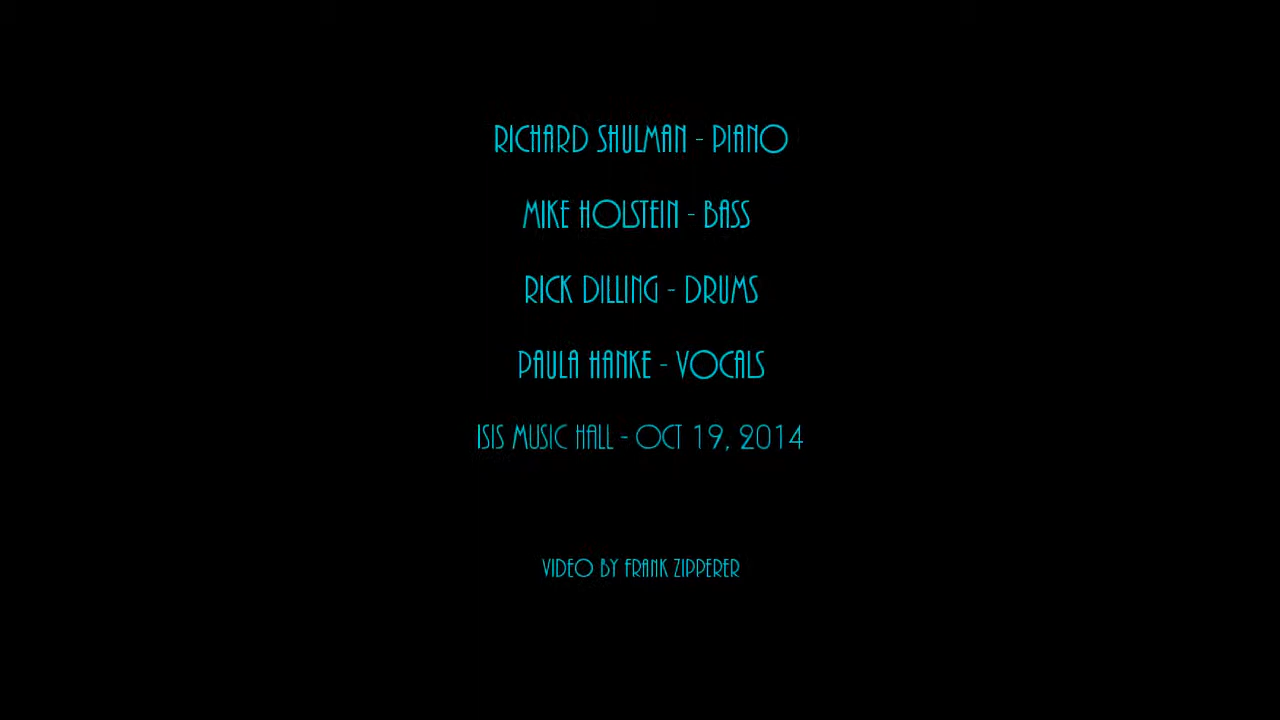 RICHARD SHULMAN - PIANO
MIKE HOLSTEIN - BASS
RICK DILLING - DRUMS
PAULA HANKE - VOCALS
ISIS MUSIC HALL - OCT 19, 2014
VIDEO BY FRANK ZIPPERER